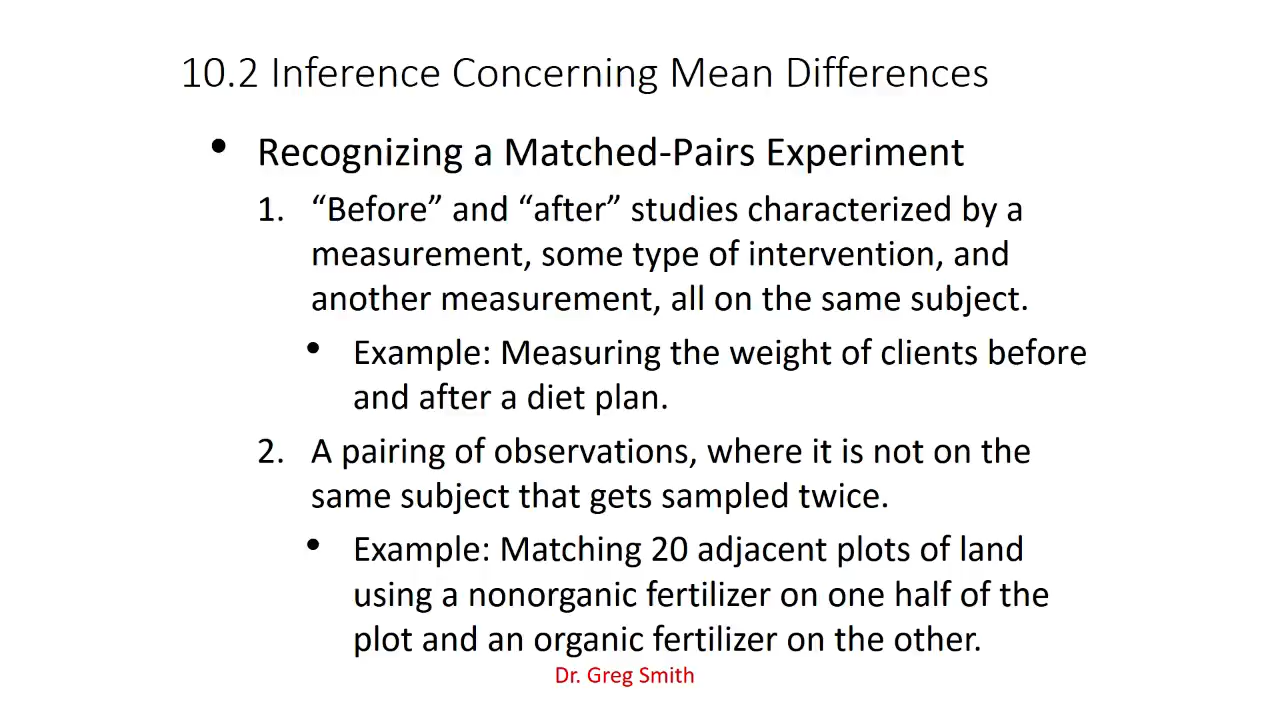 10.2 Inference Concerning Mean Differences
• Recognizing a Matched-Pairs Experiment
1. “Before” and “after” studies characterized by a
measurement, some type of intervention, and
another measurement, all on the same subject.
• Example: Measuring the weight of clients before
and after a diet plan.
2. A pairing of observations, where it is not on the
same subject that gets sampled twice.
• Example: Matching 20 adjacent plots of land
using a nonorganic fertilizer on one half of the
plot and an organic fertilizer on the other.
Dr. Greg Smith